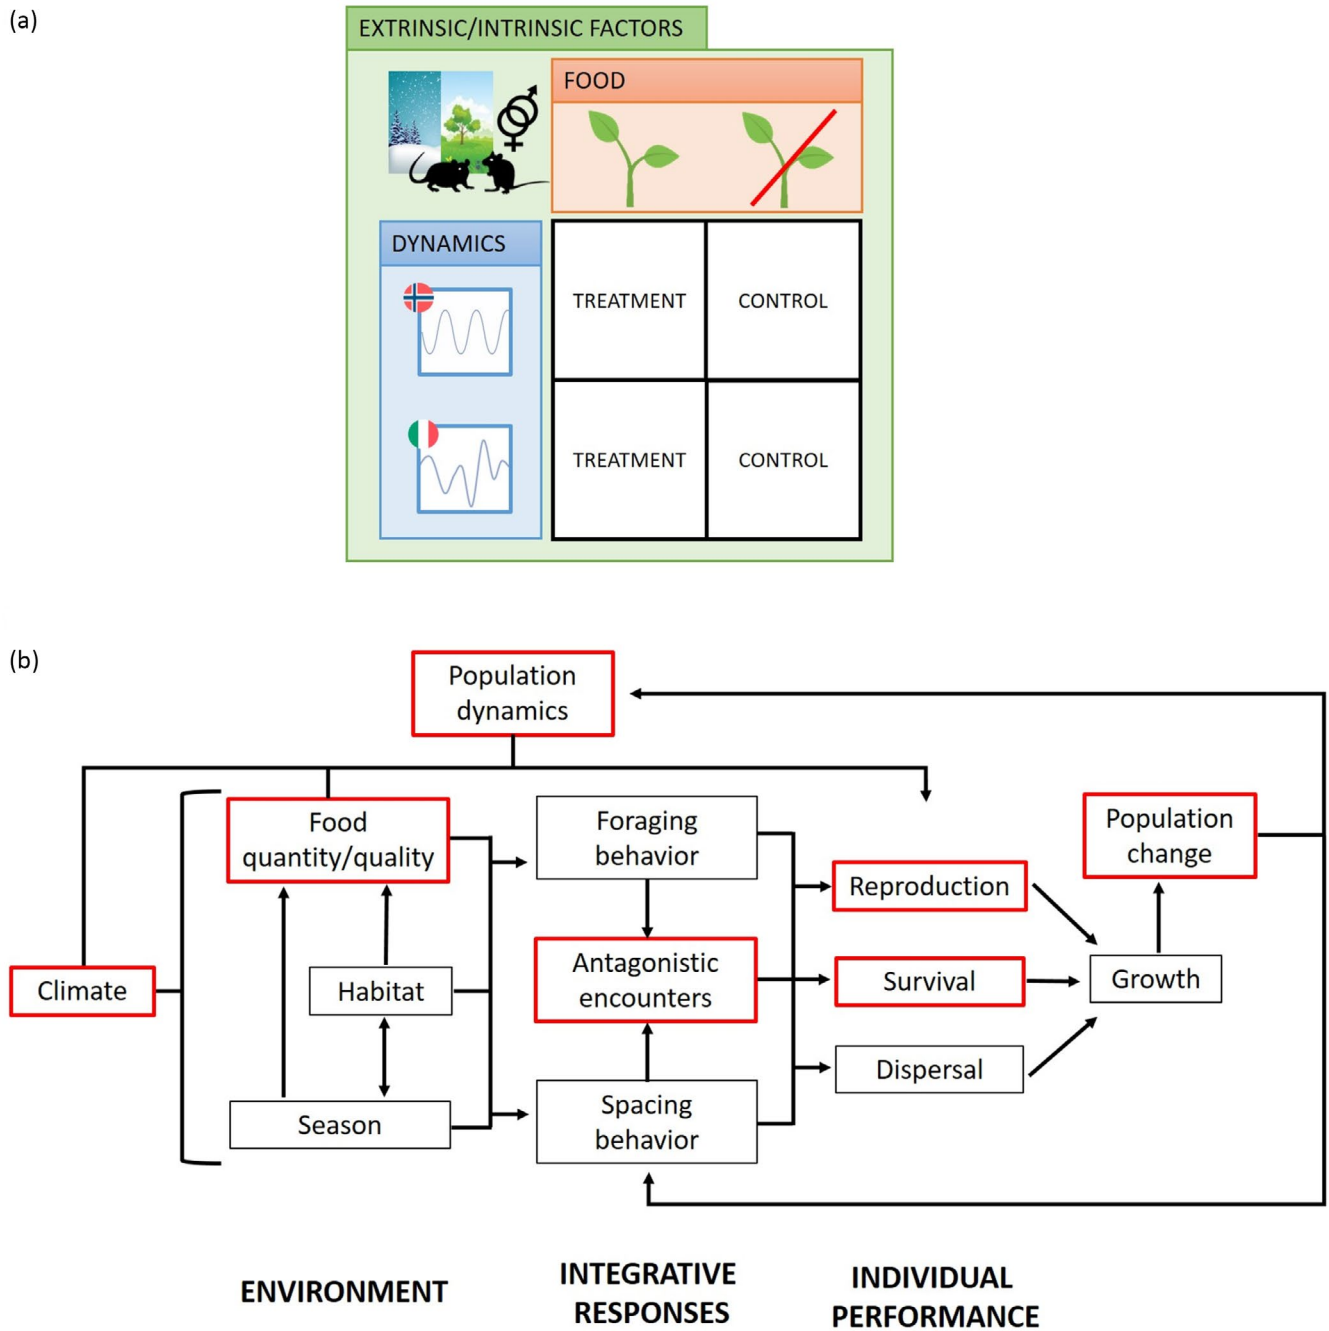 (a)
EXTRINSIC/INTRINSIC FACTORS
FOOD
DYNAMICS
TREATMENT
CONTROL
TREATMENT
CONTROL
(b)
Population
dynamics
Food
quantity/quality
Foraging
behavior
Population
change
Reproduction
Climate
Habitat
Antagonistic
encounters
Survival
Growth
Season
Spacing
behavior
Dispersal
ENVIRONMENT
INTEGRATIVE
RESPONSES
INDIVIDUAL
PERFORMANCE